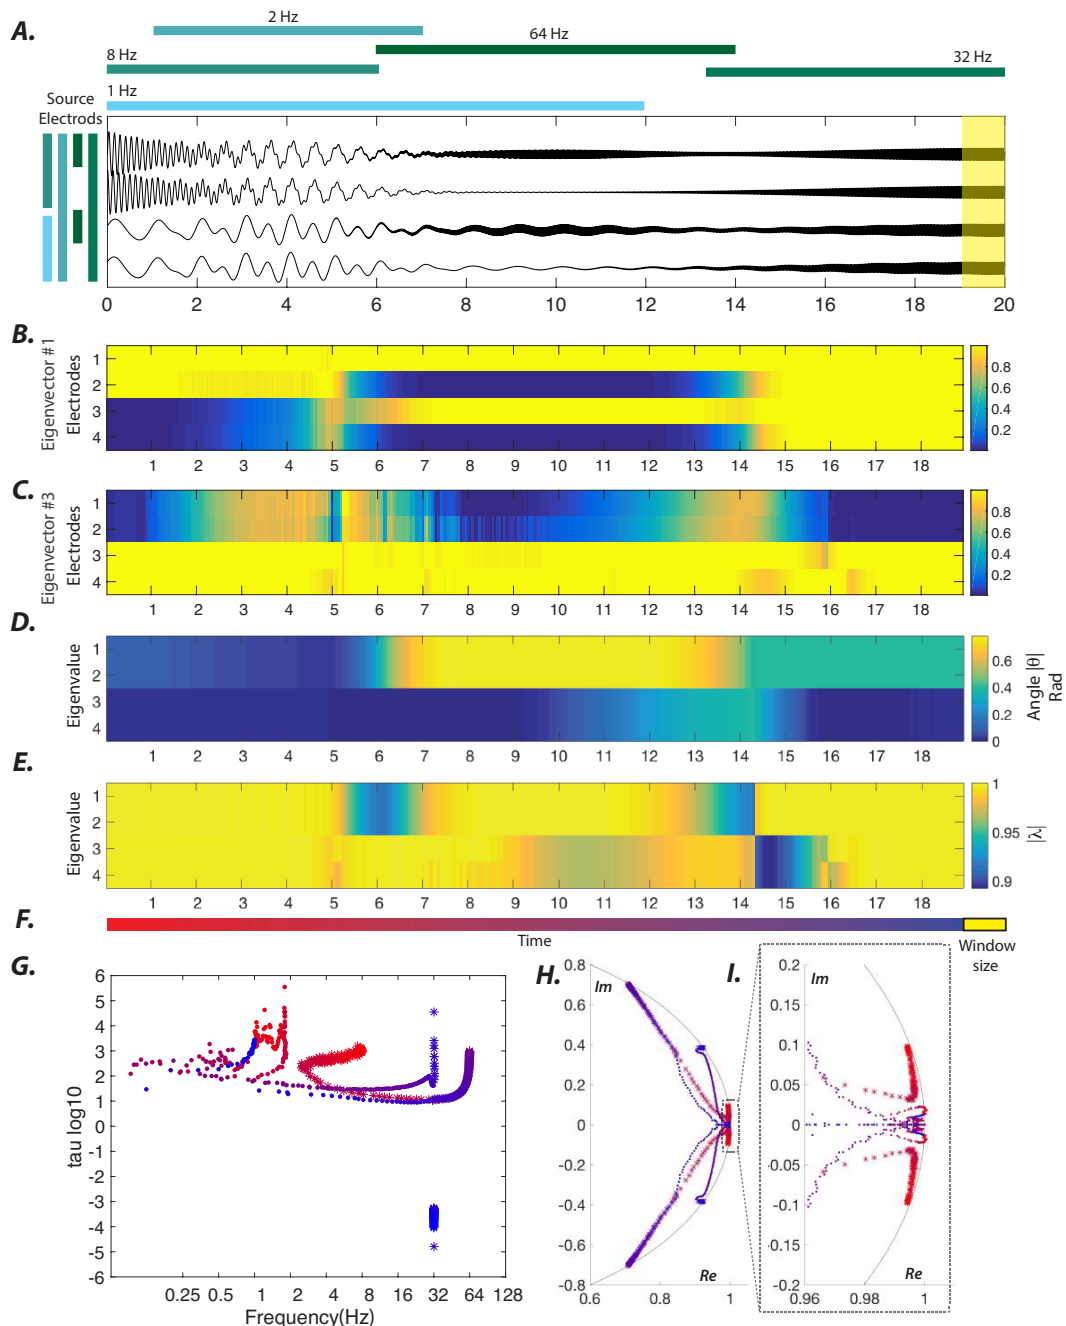 A.
2 Hz
64 Hz
8 Hz
32 Hz
1 Hz
Source
Electrods
0 2 4 6 8 10 12 14 16 18 20
B.
Eigenvector #1
Electrodes
1
2
3
4
1 2 3 4 5 6 7 8 9 10 11 12 13 14 15 16 17 18
0.8
0.6
0.4
0.2
C.
Eigenvector #3
Electrodes
1
2
3
4
1 2 3 4 5 6 7 8 9 10 11 12 13 14 15 16 17 18
0.8
0.6
0.4
0.2
0
D.
Eigenvalue
1
2
3
4
1 2 3 4 5 6 7 8 9 10 11 12 13 14 15 16 17 18
0.6
0.4
0.2
0
Angle |θ|
Rad
E.
Eigenvalue
1
2
3
4
1 2 3 4 5 6 7 8 9 10 11 12 13 14 15 16 17 18
1
0.95
0.9
|λ|
F.
Time
Window
size
G.
tau log10
6
5
4
3
2
1
0
-1
-2
-3
-4
-5
-6
0.25 0.5 1 2 4 8 16 32 64 128
Frequency(Hz)
H.
Im
0.8
0.6
0.4
0.2
0
-0.2
-0.4
-0.6
-0.8
Re
0.6 0.8 1
I.
Im
0.2
0.15
0.1
0.05
0
-0.05
-0.1
-0.15
-0.2
Re
0.96 0.98 1